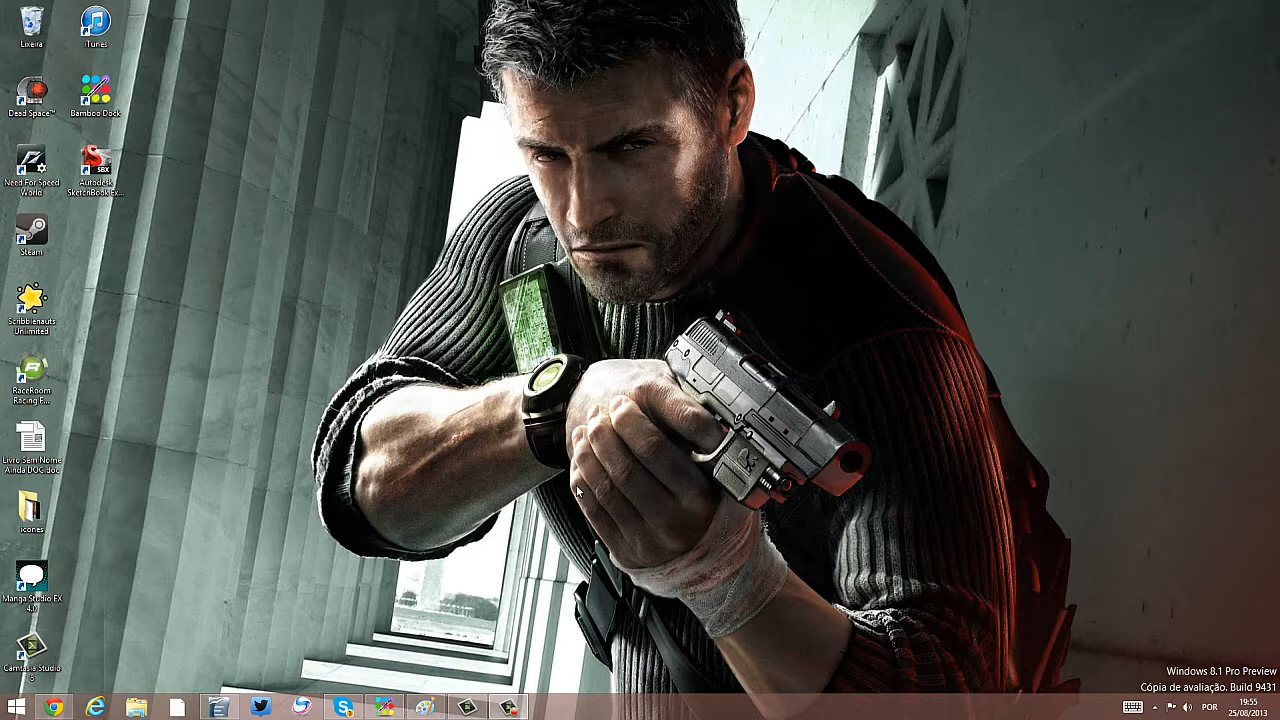 Lixeira
iTunes
Dead Space™
Bamboo Dock
Need For Speed
World
SBX
Autodesk
SketchBook Ex...
Steam
Scribblenauts
Unlimited
RaceRoom
Racing E...
Livro Sem Nome
Ainda DOC.doc
icones
Manga Studio EX
4.0
Camtasia Studio
8
Windows 8.1 Pro Preview
Cópia de avaliação. Build 9431
POR
19:55
25/08/2013